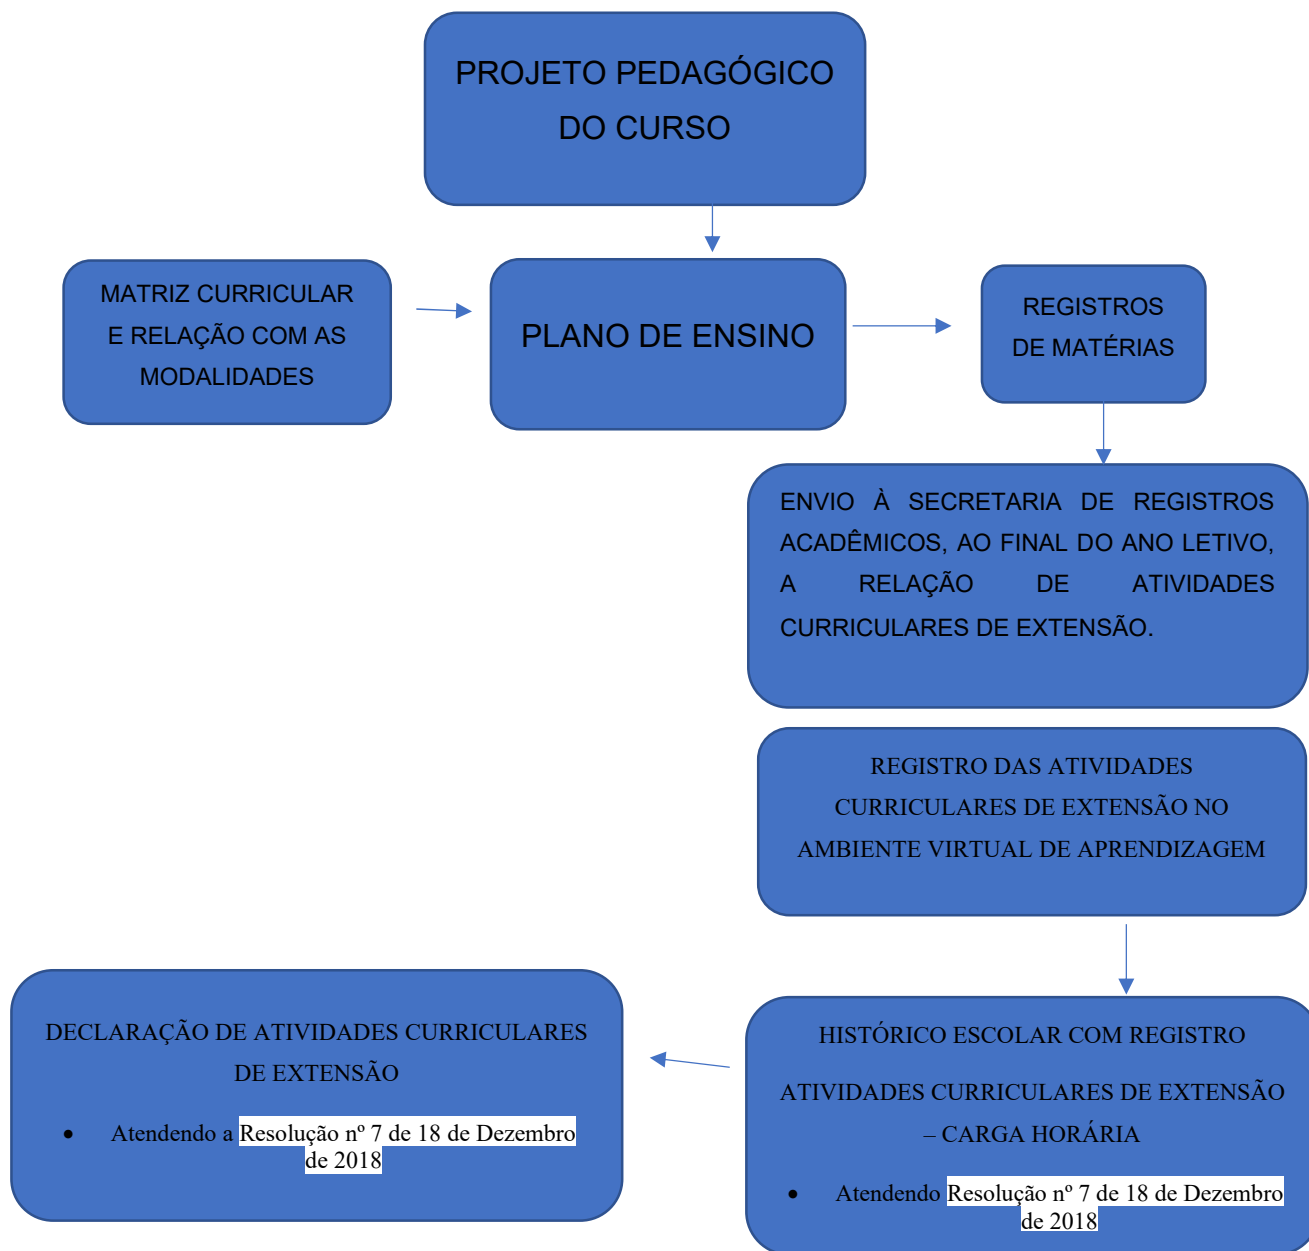 PROJETO PEDAGÓGICO
DO CURSO
MATRIZ CURRICULAR
E RELAÇÃO COM AS
MODALIDADES
PLANO DE ENSINO
REGISTROS
DE MATÉRIAS
ENVIO À SECRETARIA DE REGISTROS
ACADÊMICOS, AO FINAL DO ANO LETIVO,
A RELAÇÃO DE ATIVIDADES
CURRICULARES DE EXTENSÃO.
REGISTRO DAS ATIVIDADES
CURRICULARES DE EXTENSÃO NO
AMBIENTE VIRTUAL DE APRENDIZAGEM
DECLARAÇÃO DE ATIVIDADES CURRICULARES
DE EXTENSÃO
• Atendendo a Resolução nº 7 de 18 de Dezembro
de 2018
HISTÓRICO ESCOLAR COM REGISTRO
ATIVIDADES CURRICULARES DE EXTENSÃO
– CARGA HORÁRIA
• Atendendo Resolução nº 7 de 18 de Dezembro
de 2018